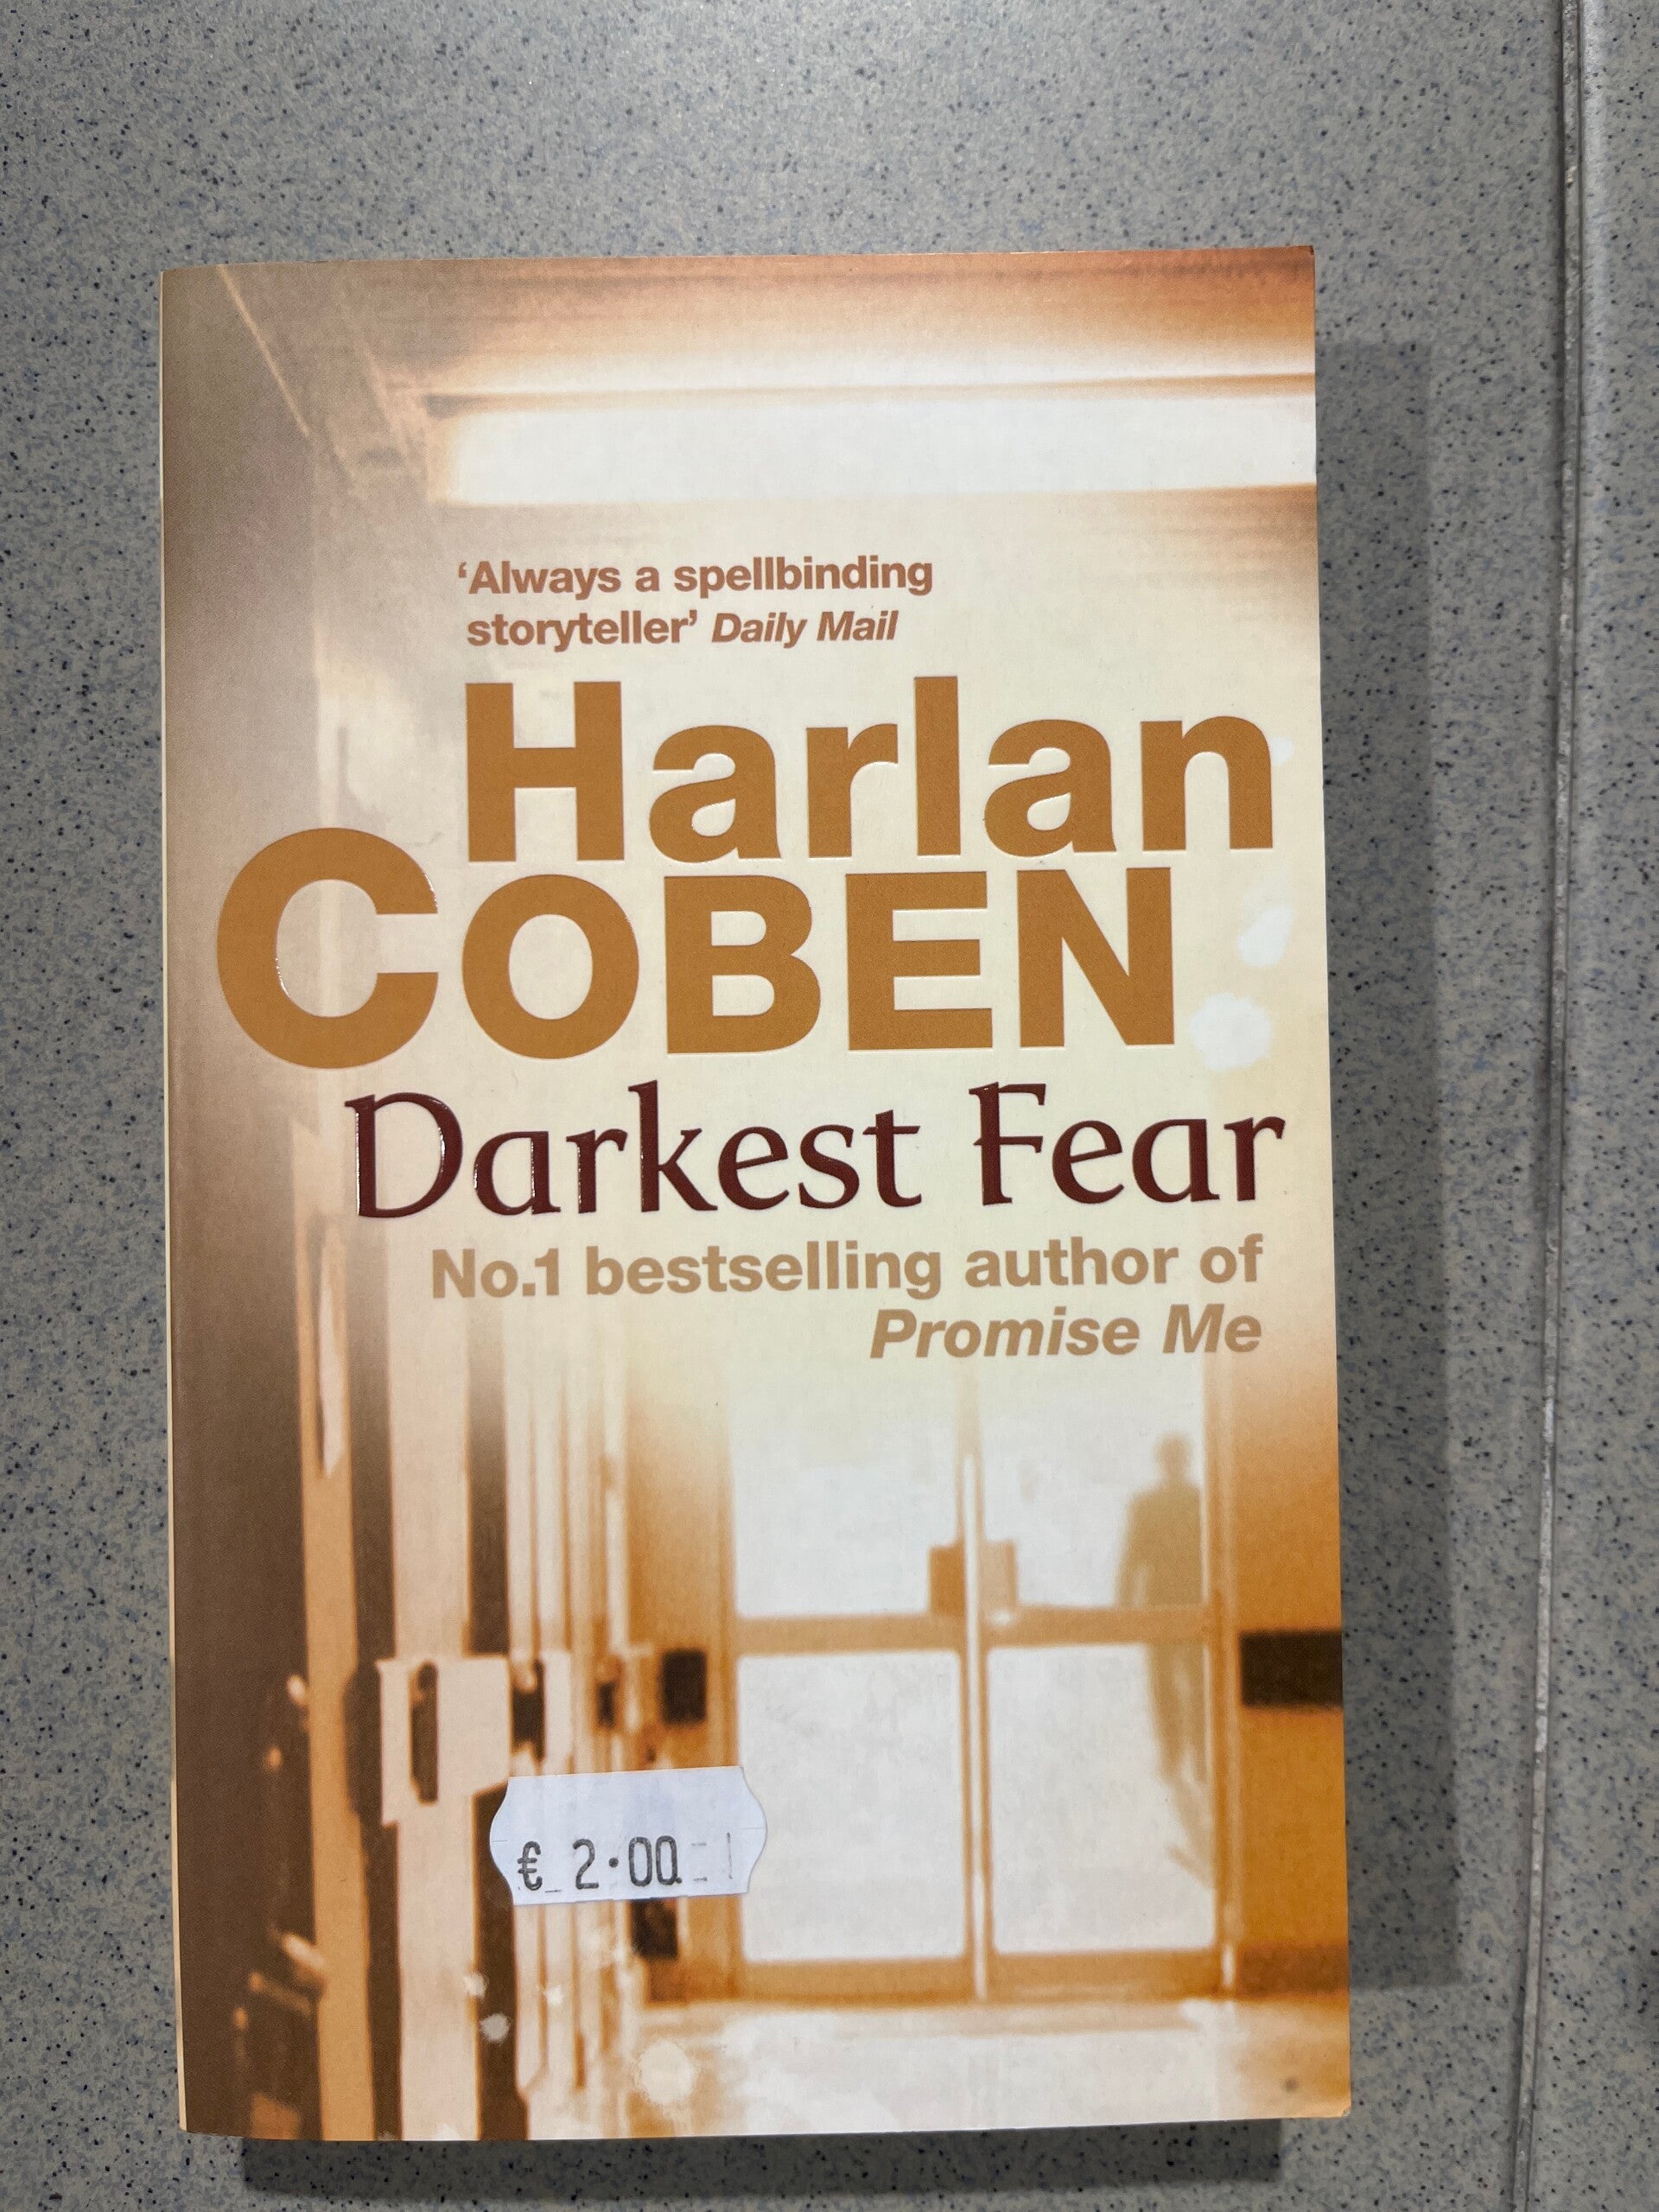 ‘Always a spellbinding
storyteller’ Daily Mail
Harlan
COBEN
Darkest Fear
No.1 bestselling author of
Promise Me
€ 2.00